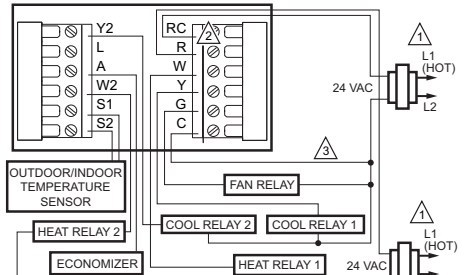 Y2
L
A
W2
S1
S2
RC
R
W
Y
G
C
2
1
L1
(HOT)
24 VAC
L2
3
OUTDOOR/INDOOR
TEMPERATURE
SENSOR
FAN RELAY
HEAT RELAY 2
COOL RELAY 2
COOL RELAY 1
1
L1
(HOT)
ECONOMIZER
HEAT RELAY 1
24 VAC